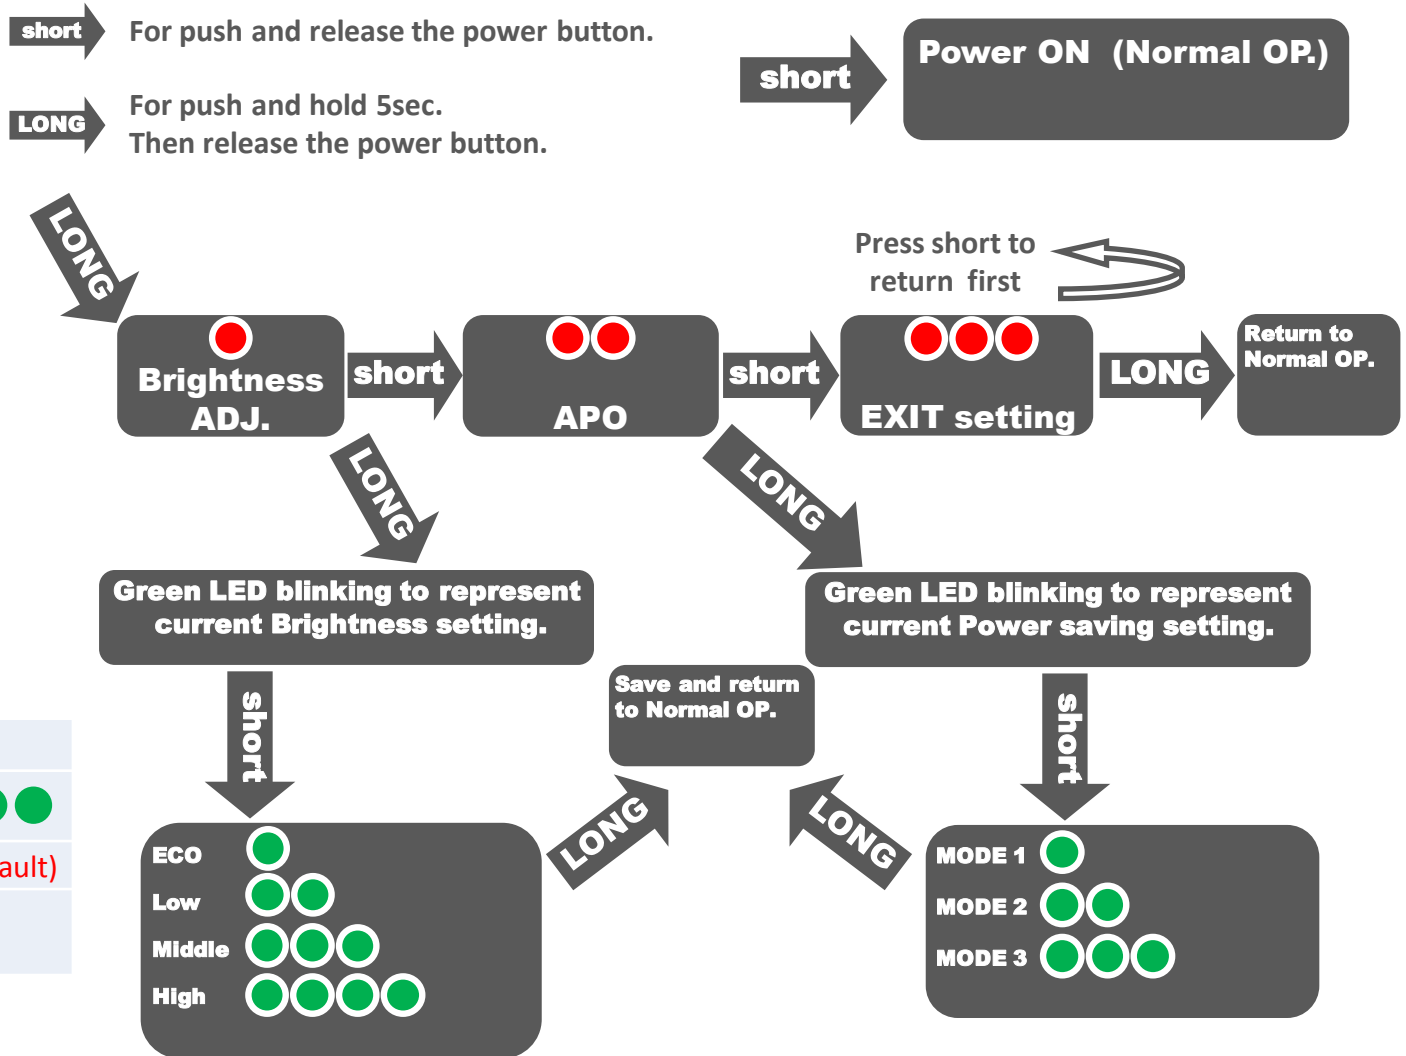 short
For push and release the power button.
LONG
For push and hold 5sec.
Then release the power button.
short
Power ON (Normal OP.)
LONG
Press short to
return first
Brightness
ADJ.
short
APO
short
EXIT setting
LONG
Return to
Normal OP.
LONG
LONG
Green LED blinking to represent
current Brightness setting.
Green LED blinking to represent
current Power saving setting.
Save and return
to Normal OP.
short
short
ault)
ECO
Low
Middle
High
LONG
LONG
MODE 1
MODE 2
MODE 3